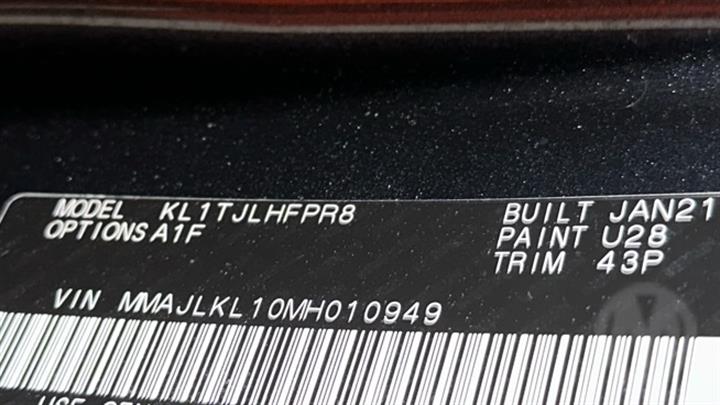 MODEL KL1TJLHFPR8
OPTIONS A1F
BUILT JAN21
PAINT U28
TRIM 43P
VIN MMAJLKL10MH010949